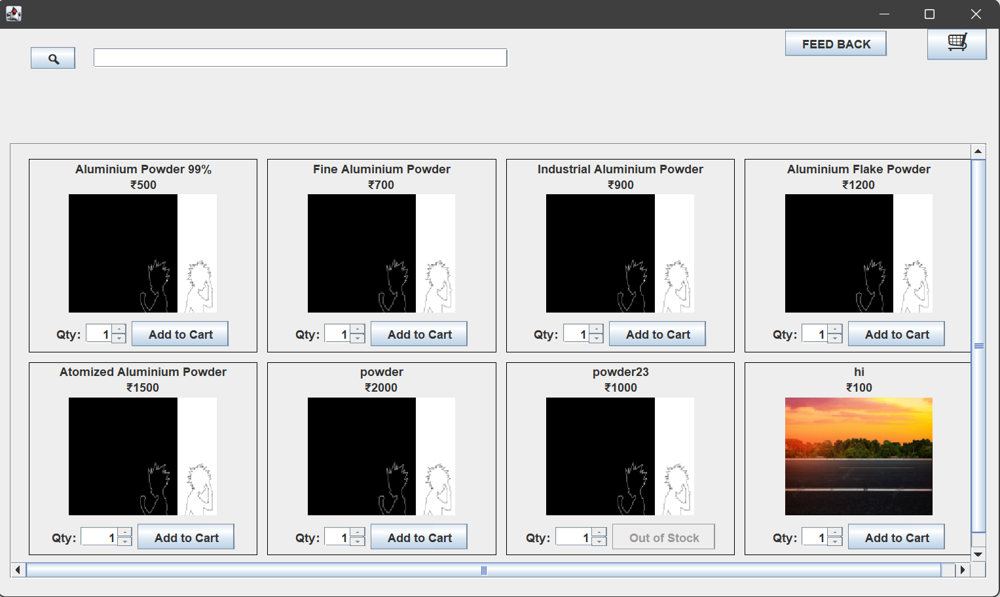 FEED BACK
Aluminium Powder 99%
₹500
Qty: 1 Add to Cart
Fine Aluminium Powder
₹700
Qty: 1 Add to Cart
Industrial Aluminium Powder
₹900
Qty: 1 Add to Cart
Aluminium Flake Powder
₹1200
Qty: 1 Add to Cart
Atomized Aluminium Powder
₹1500
Qty: 1 Add to Cart
powder
₹2000
Qty: 1 Add to Cart
powder23
₹1000
Qty: 1 Out of Stock
hi
₹100
Qty: 1 Add to Cart